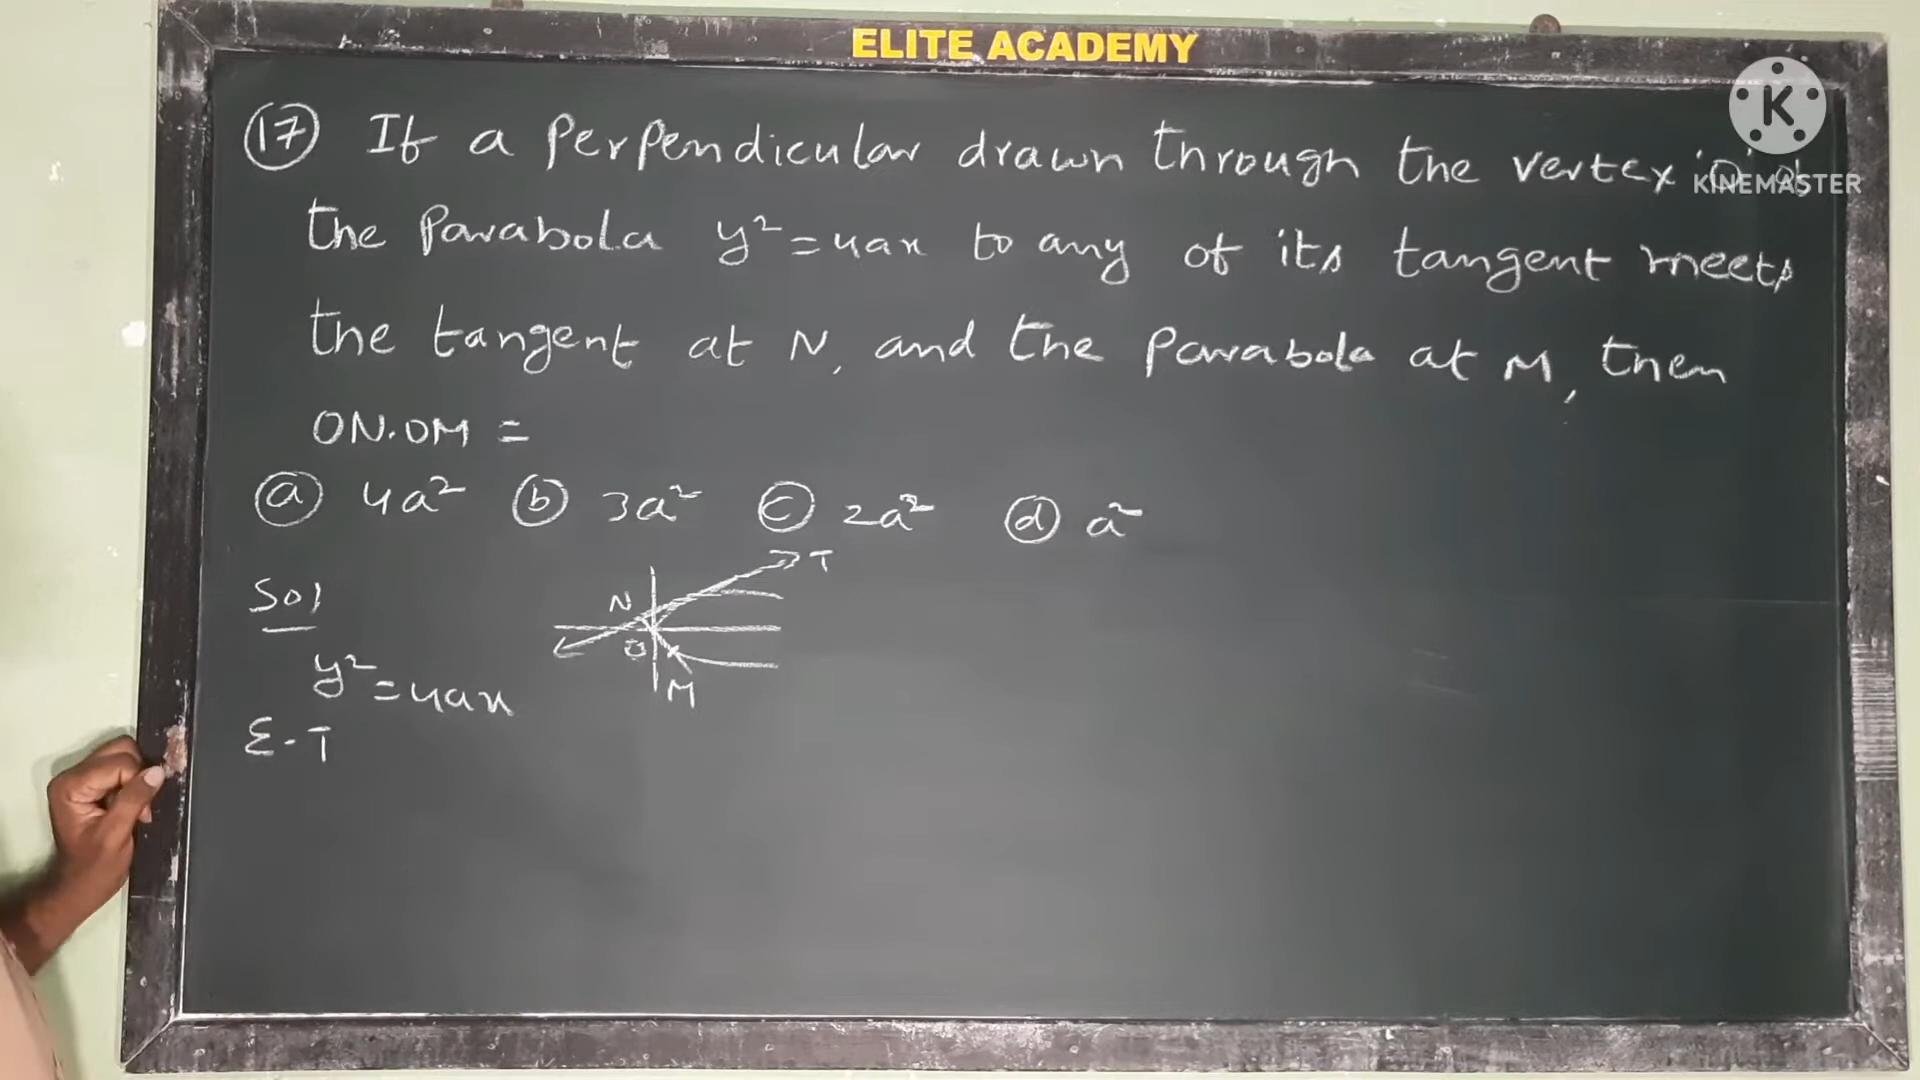 ELITE ACADEMY
K
KINEMASTER
17 If a perpendicular drawn through the vertex 'O' of
the parabola y² = 4ax to any of its tangent meets
the tangent at N, and the parabola at M, then
ON.OM =
a 4a² b 3a² c 2a² d a²
Sol
T
N
O
M
y² = 4ax
E.T